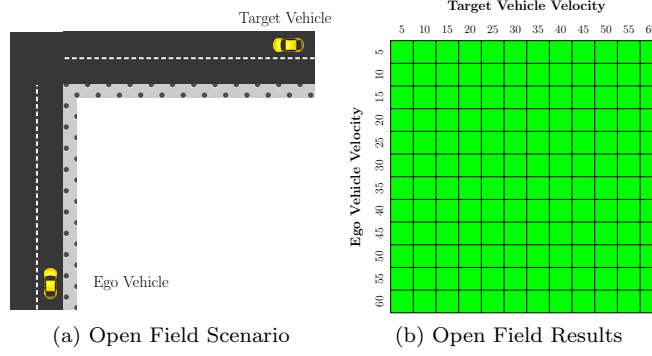 Target Vehicle
Ego Vehicle
(a) Open Field Scenario
Target Vehicle Velocity
5 10 15 20 25 30 35 40 45 50 55 60
Ego Vehicle Velocity
5
10
15
20
25
30
35
40
45
50
55
60
(b) Open Field Results